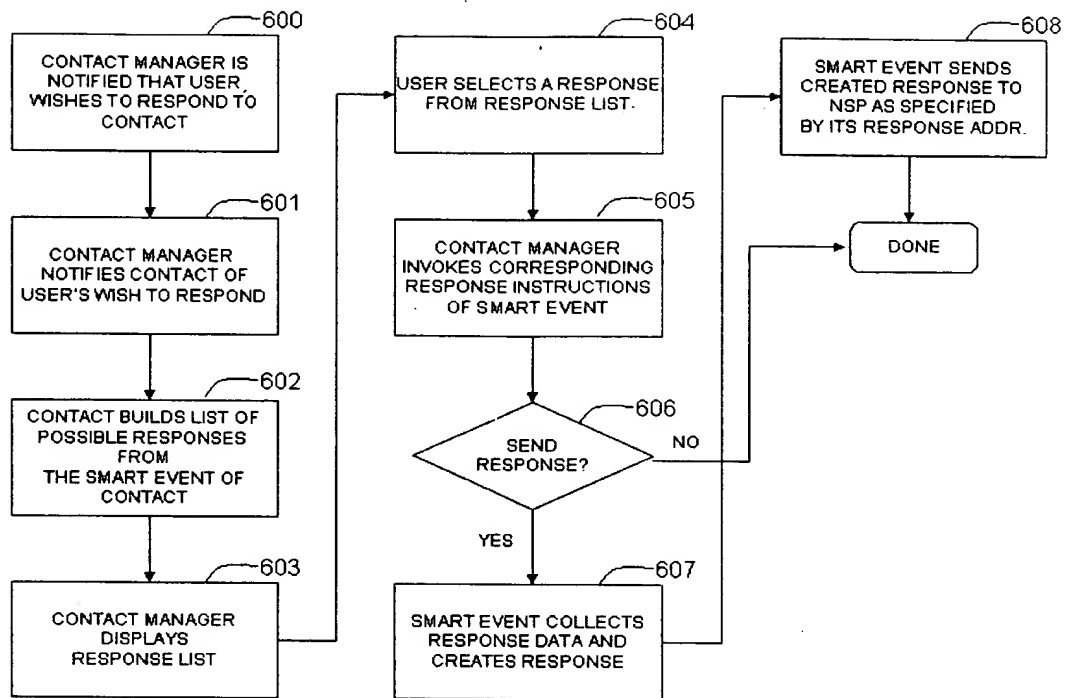 600
CONTACT MANAGER IS
NOTIFIED THAT USER
WISHES TO RESPOND TO
CONTACT
601
CONTACT MANAGER
NOTIFIES CONTACT OF
USER'S WISH TO RESPOND
602
CONTACT BUILDS LIST OF
POSSIBLE RESPONSES
FROM
THE SMART EVENT OF
CONTACT
603
CONTACT MANAGER
DISPLAYS
RESPONSE LIST
604
USER SELECTS A RESPONSE
FROM RESPONSE LIST.
605
CONTACT MANAGER
INVOKES CORRESPONDING
RESPONSE INSTRUCTIONS
OF SMART EVENT
606
SEND
RESPONSE?
NO
YES
607
SMART EVENT COLLECTS
RESPONSE DATA AND
CREATES RESPONSE
608
SMART EVENT SENDS
CREATED RESPONSE TO
NSP AS SPECIFIED
BY ITS RESPONSE ADDR.
DONE